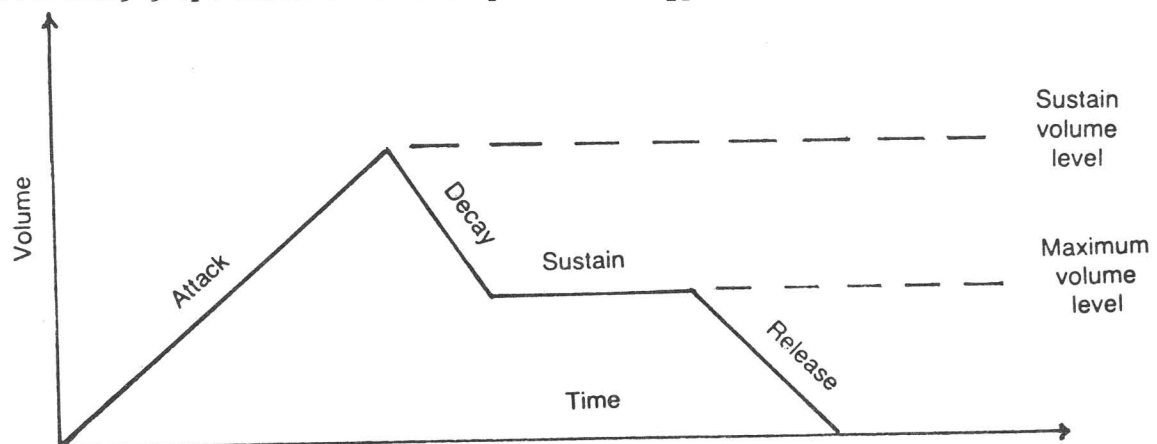 Sustain
volume
level
Volume
Attack
Decay
Sustain
Maximum
volume
level
Release
Time